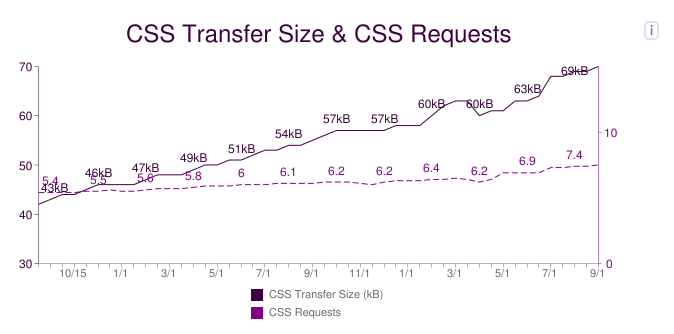 CSS Transfer Size & CSS Requests
i
70
60
50
40
30
10
0
43kB 46kB 47kB 49kB 51kB 54kB 57kB 57kB 60kB 60kB 63kB 69kB
5.4 5.5 5.6 5.8 6 6.1 6.2 6.2 6.4 6.2 6.9 7.4
10/15 1/1 3/1 5/1 7/1 9/1 11/1 1/1 3/1 5/1 7/1 9/1
CSS Transfer Size (kB)
CSS Requests